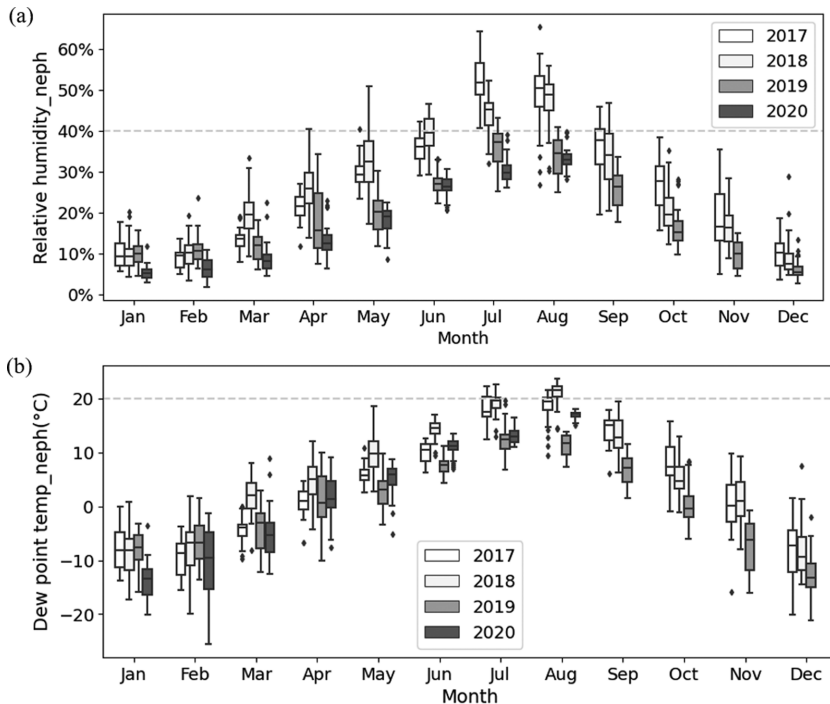 (a)
Relative humidity_neph
60%
50%
40%
30%
20%
10%
0%
2017
2018
2019
2020
Jan Feb Mar Apr May Jun Jul Aug Sep Oct Nov Dec
Month
(b)
Dew point temp_neph(°C)
20
10
0
−10
−20
2017
2018
2019
2020
Jan Feb Mar Apr May Jun Jul Aug Sep Oct Nov Dec
Month